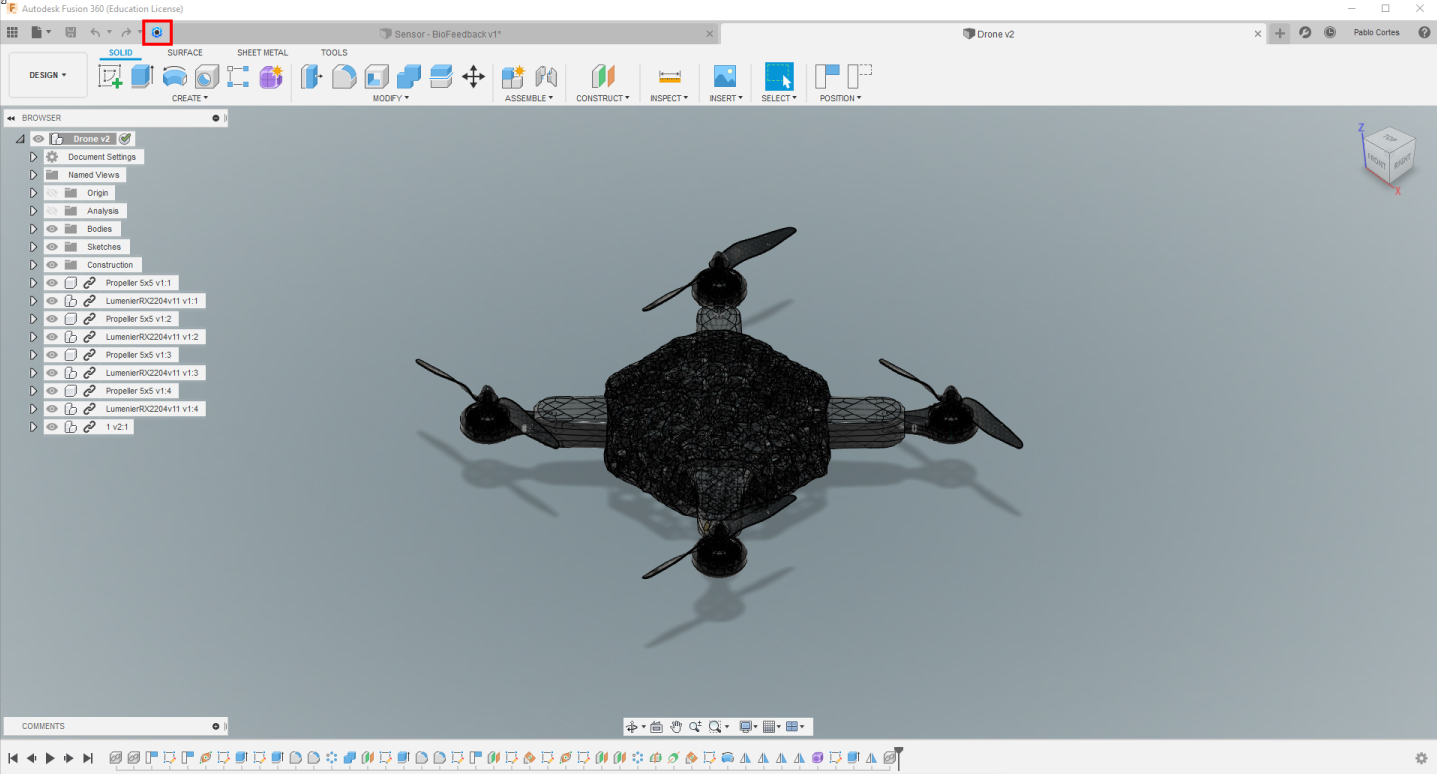 Autodesk Fusion 360 (Education License)
Sensor - BioFeedback v1*
Drone v2
Pablo Cortes
SOLID SURFACE SHEET METAL TOOLS
DESIGN
CREATE MODIFY ASSEMBLE CONSTRUCT INSPECT INSERT SELECT POSITION
BROWSER
Drone v2
Document Settings
Named Views
Origin
Analysis
Bodies
Sketches
Construction
Propeller 5x5 v1:1
LumenierRX2204v11 v1:1
Propeller 5x5 v1:2
LumenierRX2204v11 v1:2
Propeller 5x5 v1:3
LumenierRX2204v11 v1:3
Propeller 5x5 v1:4
LumenierRX2204v11 v1:4
1 v2:1
Z
TOP
FRONT RIGHT
X
COMMENTS